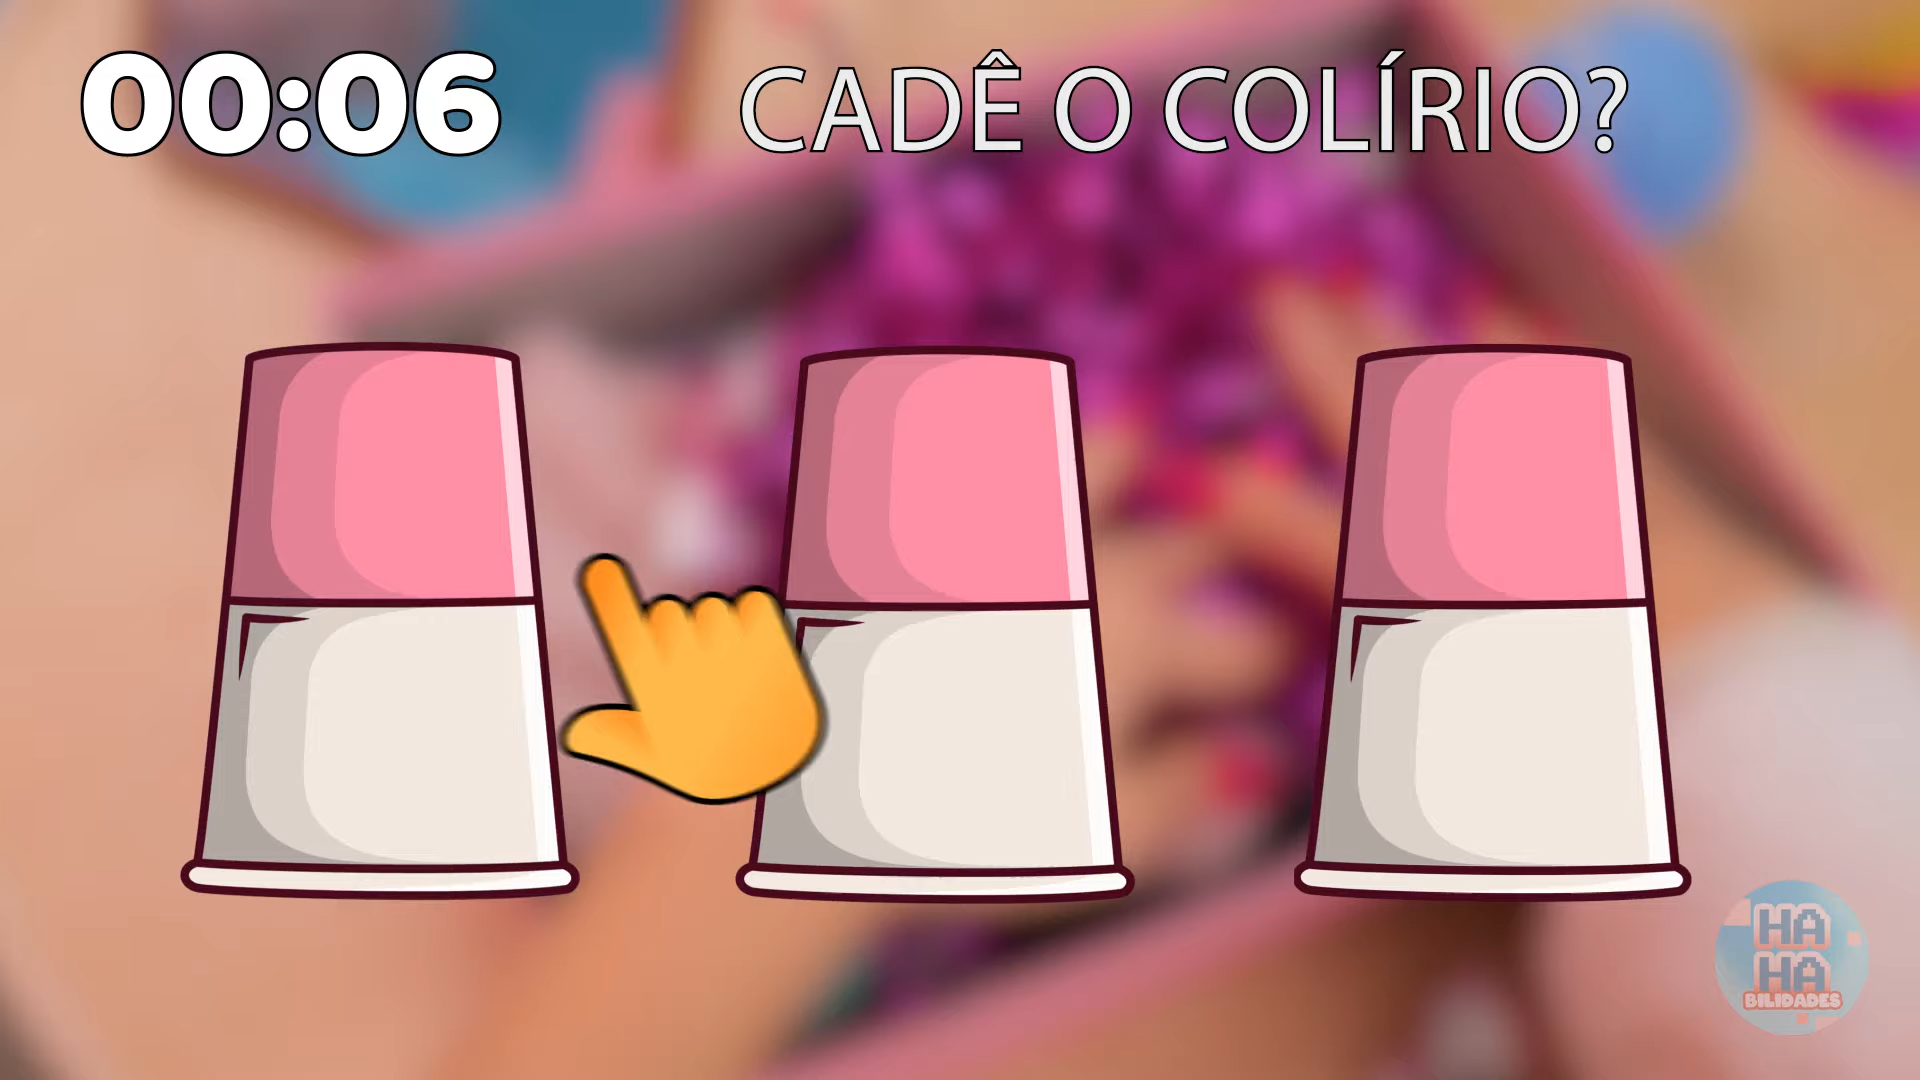 00:06
CADÊ O COLÍRIO?
HA
HA
BILIDADES